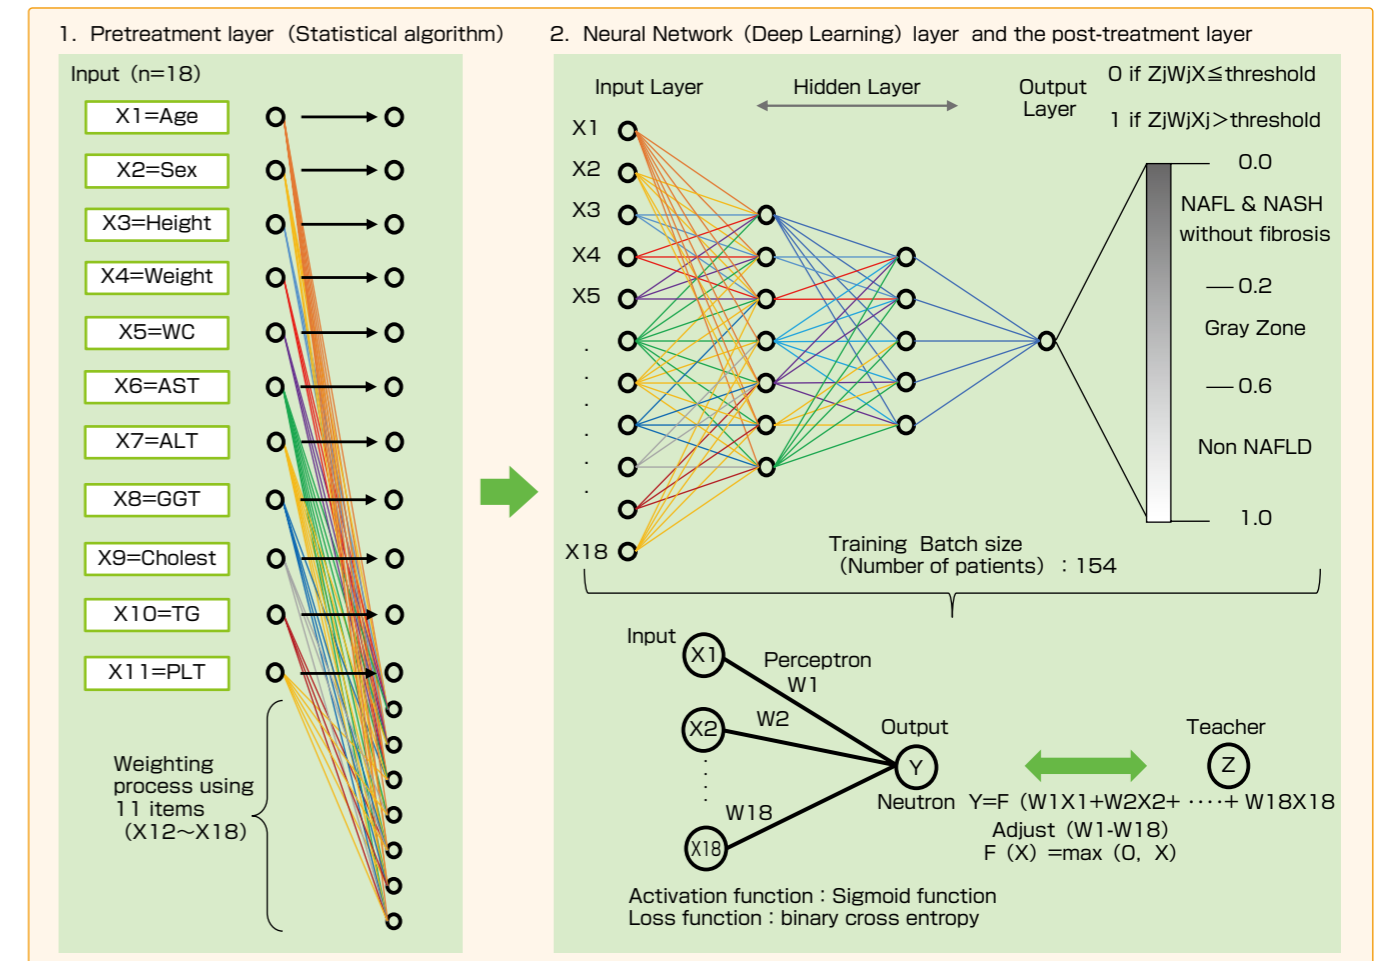 1. Pretreatment layer (Statistical algorithm)
Input (n=18)
X1=Age
X2=Sex
X3=Height
X4=Weight
X5=WC
X6=AST
X7=ALT
X8=GGT
X9=Cholest
X10=TG
X11=PLT
Weighting
process using
11 items
(X12～X18)
2. Neural Network (Deep Learning) layer and the post-treatment layer
Input Layer
Hidden Layer
Output
Layer
0 if ZjWjX≦threshold
1 if ZjWjXj＞threshold
X1
X2
X3
X4
X5
.
.
.
.
.
.
X18
0.0
NAFL & NASH
without fibrosis
0.2
Gray Zone
0.6
Non NAFLD
1.0
Training Batch size
(Number of patients) : 154
Input
X1
Perceptron
W1
X2
W2
W18
X18
Output
Y
Neutron
Teacher
Z
Y=F (W1X1+W2X2+ ····+ W18X18
Adjust (W1-W18)
F (X) =max (0, X)
Activation function : Sigmoid function
Loss function : binary cross entropy